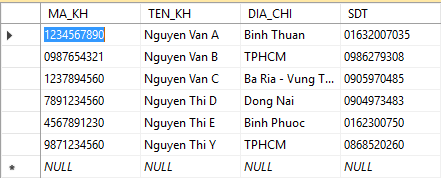 MA_KH TEN_KH DIA_CHI SDT
1234567890 Nguyen Van A Binh Thuan 01632007035
0987654321 Nguyen Van B TPHCM 0986279308
1237894560 Nguyen Van C Ba Ria - Vung T... 0905970485
7891234560 Nguyen Thi D Dong Nai 0904973483
4567891230 Nguyen Thi E Binh Phuoc 0162300750
9871234560 Nguyen Thi Y TPHCM 0868520260
NULL NULL NULL NULL